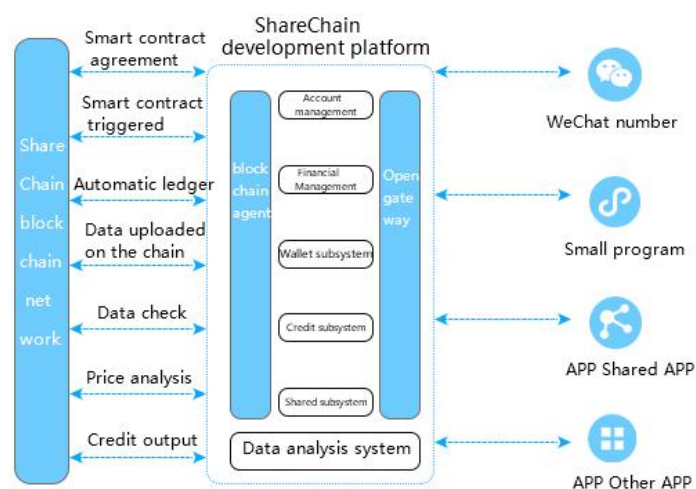 ShareChain
development platform
Share
Chain
block
chain
net
work
Smart contract
agreement
Smart contract
triggered
Automatic ledger
Data uploaded
on the chain
Data check
Price analysis
Credit output
block
chain
agent
Account
management
Financial
Management
Wallet subsystem
Credit subsystem
Shared subsystem
Open
gate
way
Data analysis system
WeChat number
Small program
APP Shared APP
APP Other APP